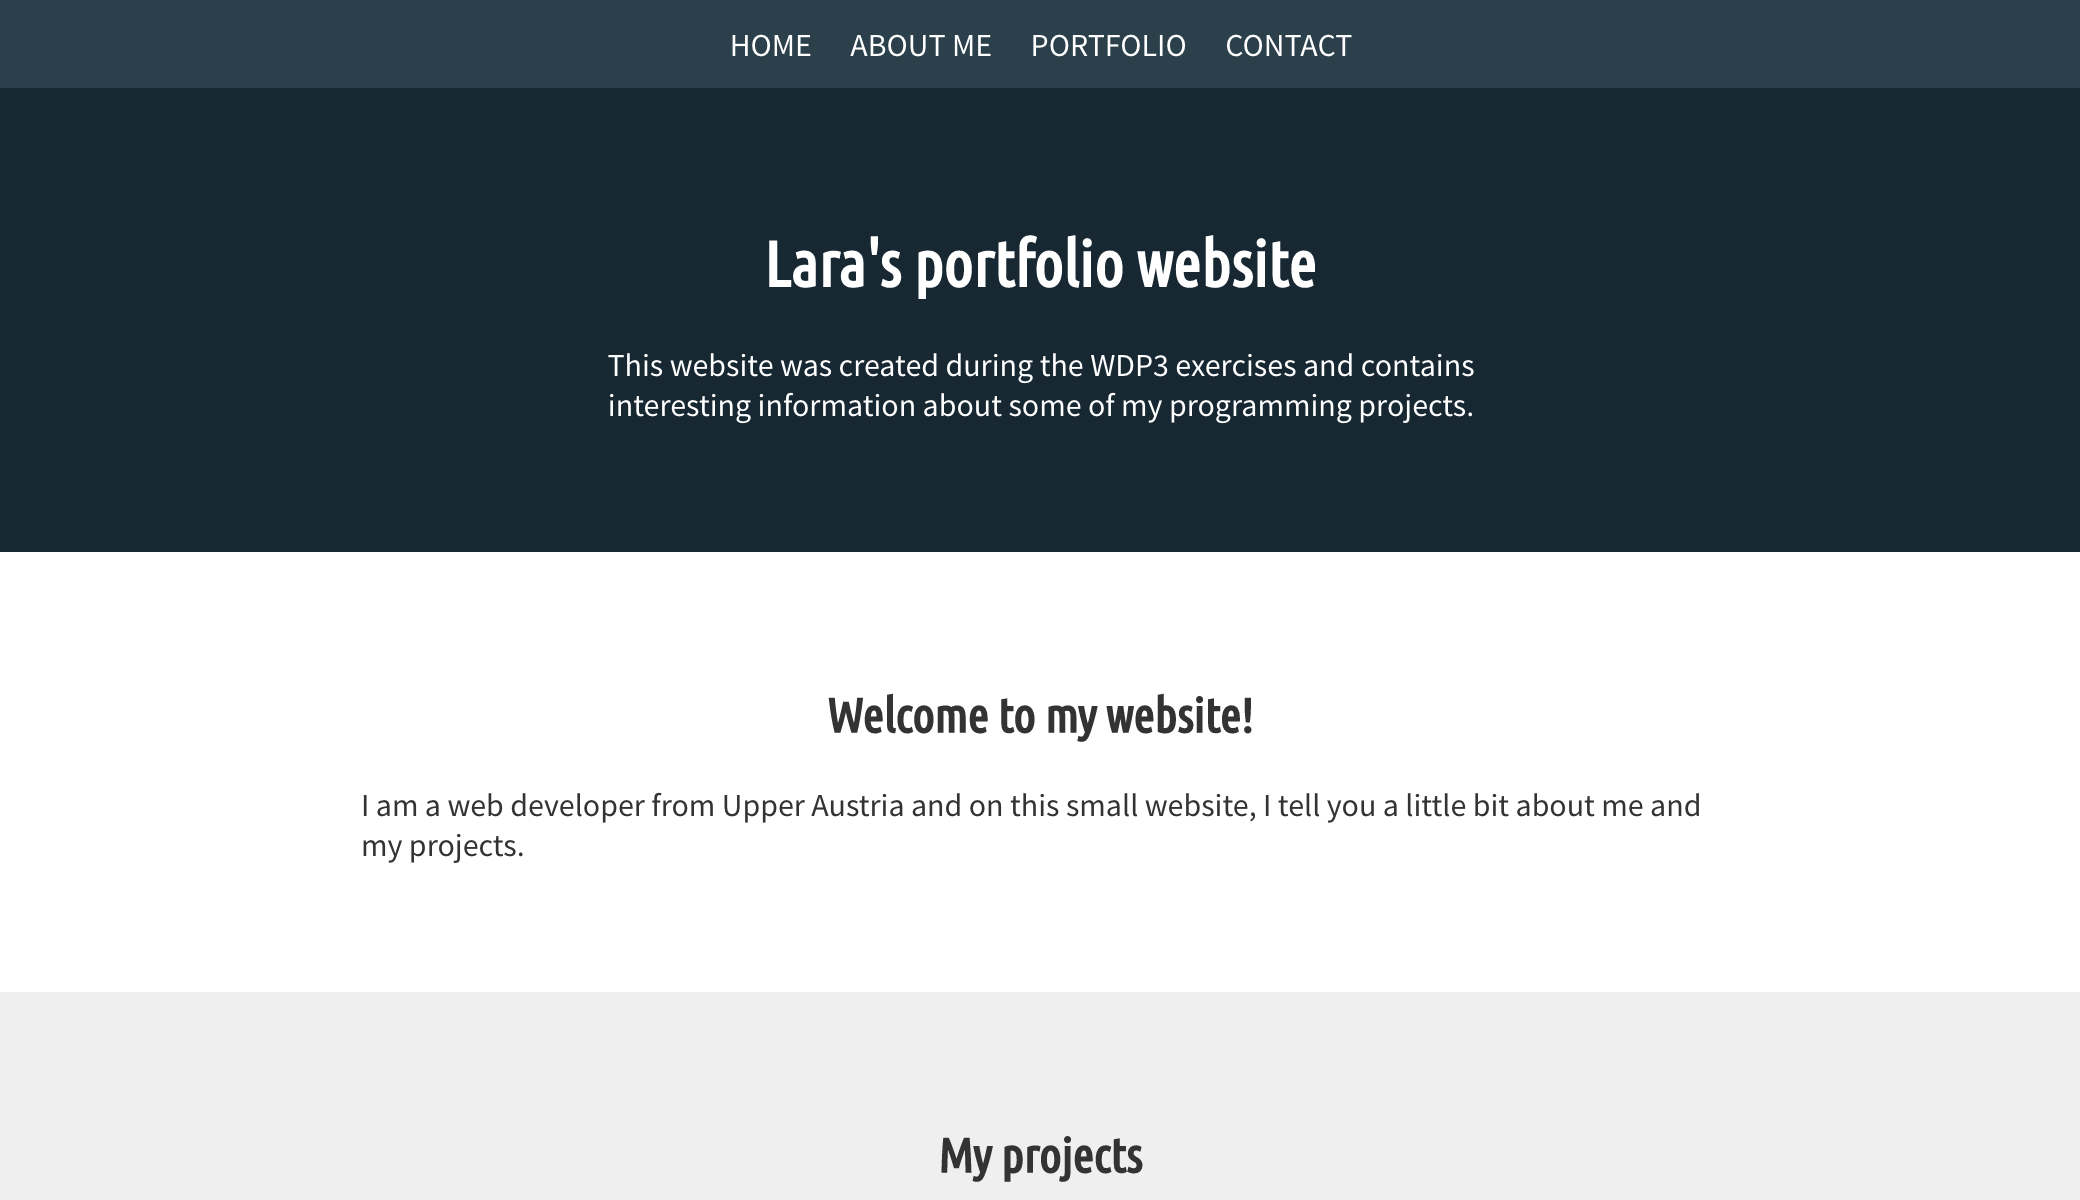 HOME ABOUT ME PORTFOLIO CONTACT
Lara's portfolio website
This website was created during the WDP3 exercises and contains
interesting information about some of my programming projects.
Welcome to my website!
I am a web developer from Upper Austria and on this small website, I tell you a little bit about me and
my projects.
My projects